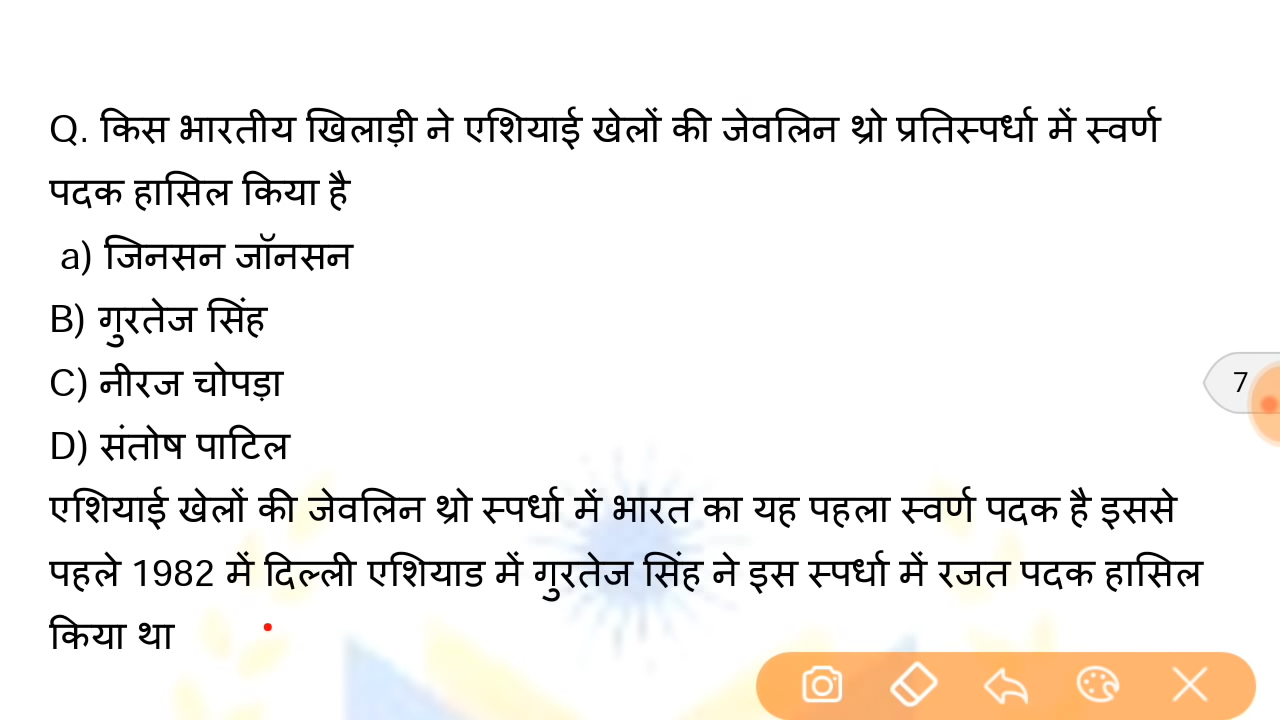 Q. किस भारतीय खिलाड़ी ने एशियाई खेलों की जेवलिन थ्रो प्रतिस्पर्धा में स्वर्ण
पदक हासिल किया है
a) जिनसन जॉनसन
B) गुरतेज सिंह
C) नीरज चोपड़ा
D) संतोष पाटिल
एशियाई खेलों की जेवलिन थ्रो स्पर्धा में भारत का यह पहला स्वर्ण पदक है इससे
पहले 1982 में दिल्ली एशियाड में गुरतेज सिंह ने इस स्पर्धा में रजत पदक हासिल
किया था
7